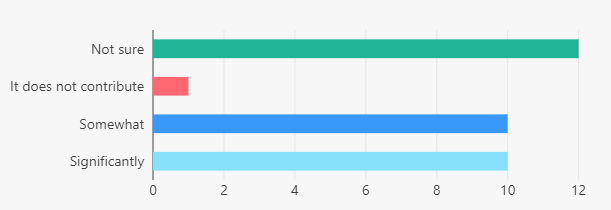 Not sure
It does not contribute
Somewhat
Significantly
0 2 4 6 8 10 12